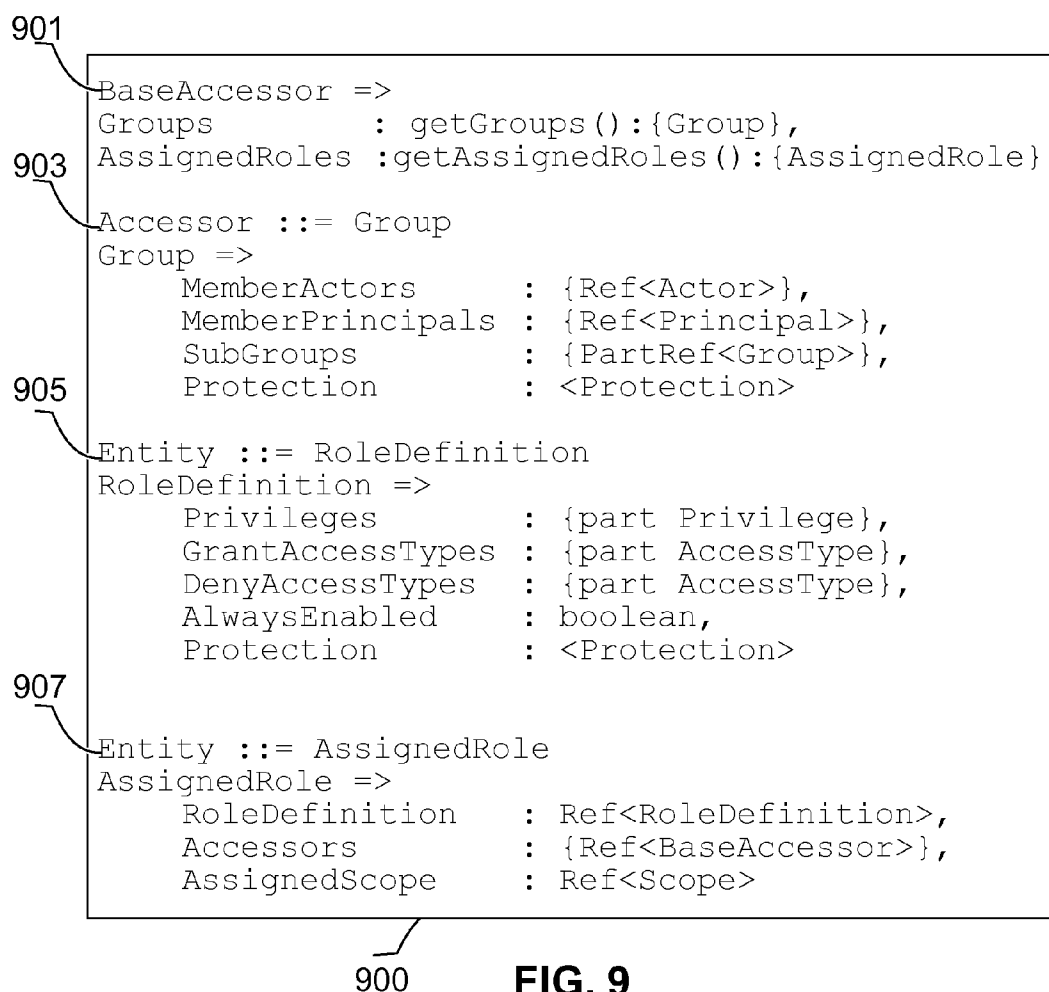 901
BaseAccessor =>
Groups : getGroups():{Group},
AssignedRoles :getAssignedRoles():{AssignedRole}
903
Accessor ::= Group
Group =>
MemberActors : {Ref<Actor>},
MemberPrincipals : {Ref<Principal>},
SubGroups : {PartRef<Group>},
Protection : <Protection>
905
Entity ::= RoleDefinition
RoleDefinition =>
Privileges : {part Privilege},
GrantAccessTypes : {part AccessType},
DenyAccessTypes : {part AccessType},
AlwaysEnabled : boolean,
Protection : <Protection>
907
Entity ::= AssignedRole
AssignedRole =>
RoleDefinition : Ref<RoleDefinition>,
Accessors : {Ref<BaseAccessor>},
AssignedScope : Ref<Scope>
900
FIG. 9